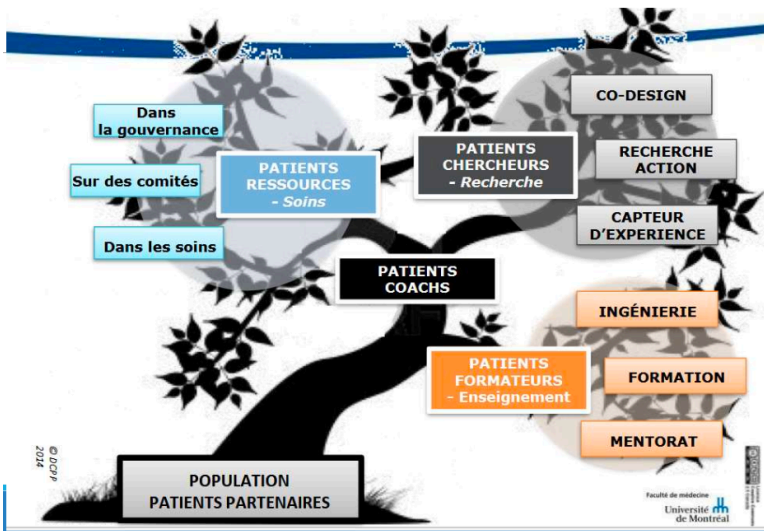 Dans
la gouvernance
Sur des comités
Dans les soins
PATIENTS
RESSOURCES
- Soins
PATIENTS
CHERCHEURS
- Recherche
CO-DESIGN
RECHERCHE
ACTION
CAPTEUR
D'EXPERIENCE
PATIENTS
COACHS
PATIENTS
FORMATEURS
- Enseignement
INGÉNIERIE
FORMATION
MENTORAT
POPULATION
PATIENTS PARTENAIRES
© DCPP
2014
Faculté de médecine
Université
de Montréal